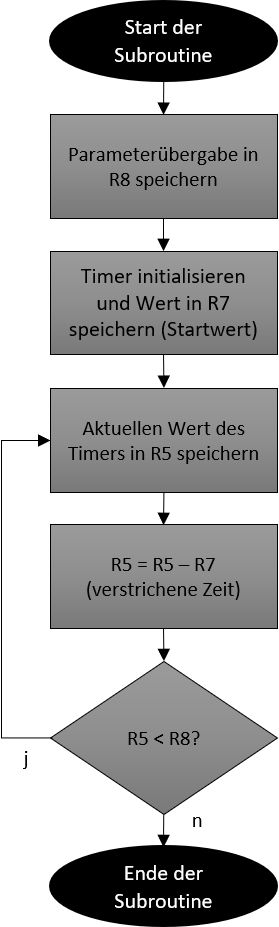 Start der
Subroutine
Parameterübergabe in
R8 speichern
Timer initialisieren
und Wert in R7
speichern (Startwert)
Aktuellen Wert des
Timers in R5 speichern
R5 = R5 – R7
(verstrichene Zeit)
R5 < R8?
j
n
Ende der
Subroutine